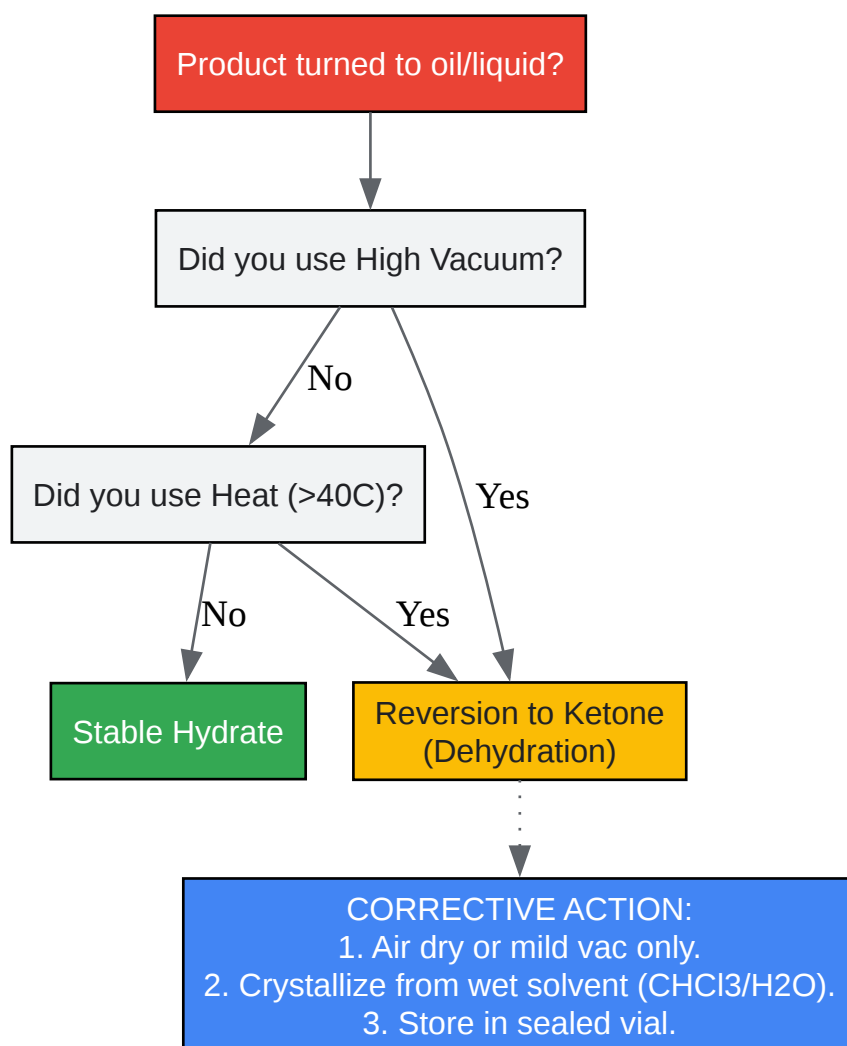 Product turned to oil/liquid?
Did you use High Vacuum?
No
Yes
Did you use Heat (>40C)?
No
Yes
Stable Hydrate
Reversion to Ketone
(Dehydration)
CORRECTIVE ACTION:
1. Air dry or mild vac only.
2. Crystallize from wet solvent (CHCl3/H2O).
3. Store in sealed vial.